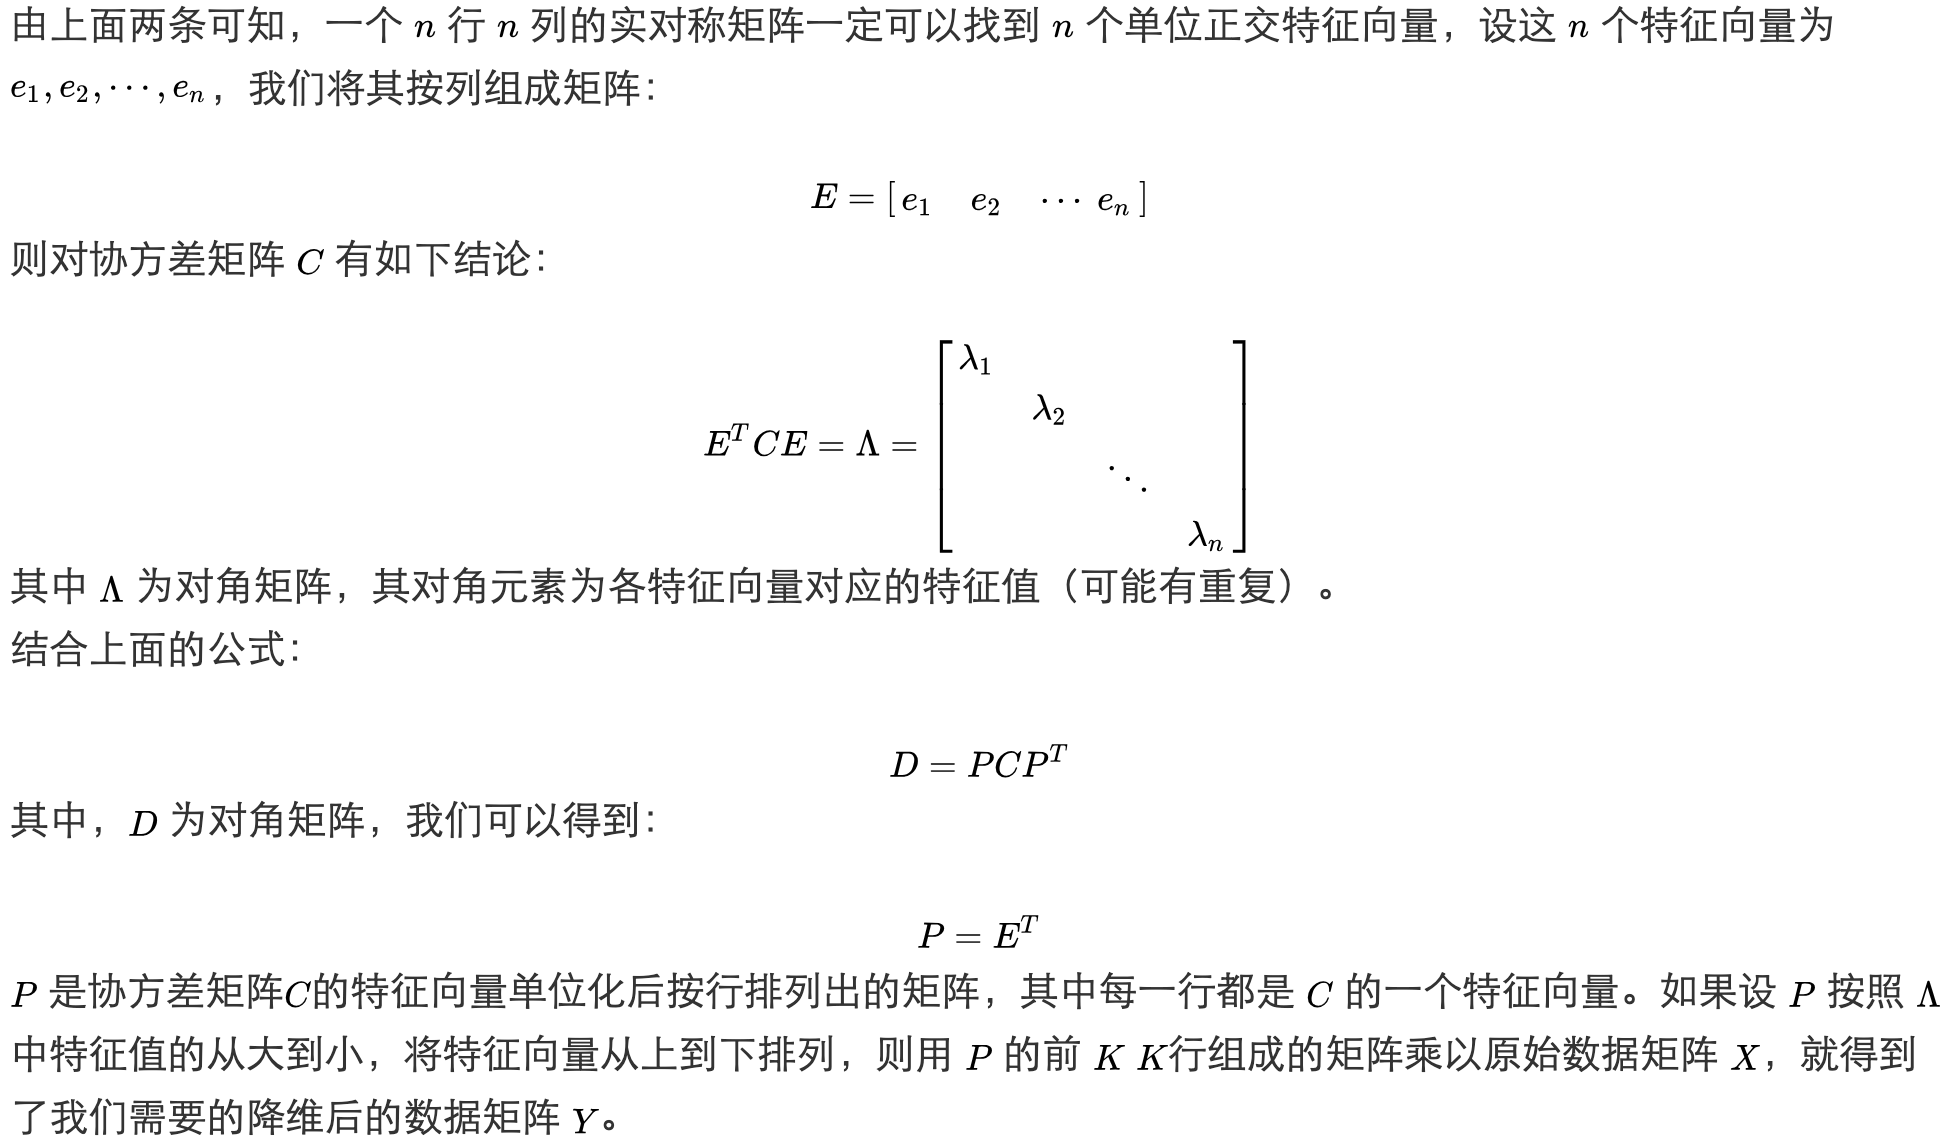 由上面两条可知，一个 n 行 n 列的实对称矩阵一定可以找到 n 个单位正交特征向量，设这 n 个特征向量为
e₁, e₂, ⋯, eₙ，我们将其按列组成矩阵：
E = [ e₁ e₂ ⋯ eₙ ]
则对协方差矩阵 C 有如下结论：
λ₁
λ₂
EᵀCE = Λ =
⋱
λₙ
其中 Λ 为对角矩阵，其对角元素为各特征向量对应的特征值（可能有重复）。
结合上面的公式：
D = PCPᵀ
其中，D 为对角矩阵，我们可以得到：
P = Eᵀ
P 是协方差矩阵C的特征向量单位化后按行排列出的矩阵，其中每一行都是 C 的一个特征向量。如果设 P 按照 Λ
中特征值的从大到小，将特征向量从上到下排列，则用 P 的前 K K行组成的矩阵乘以原始数据矩阵 X，就得到
了我们需要的降维后的数据矩阵 Y。